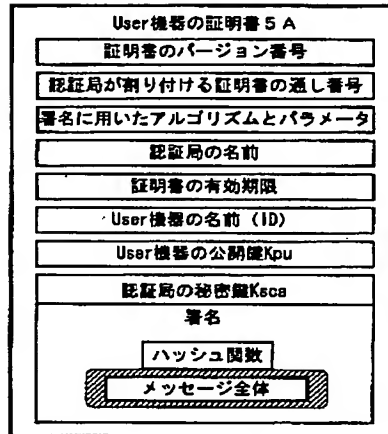 User機器の証明書5A
証明書のバージョン番号
認証局が割り付ける証明書の通し番号
署名に用いたアルゴリズムとパラメータ
認証局の名前
証明書の有効期限
User機器の名前（ID）
User機器の公開鍵Kpu
認証局の秘密鍵Ksca
署名
ハッシュ関数
メッセージ全体